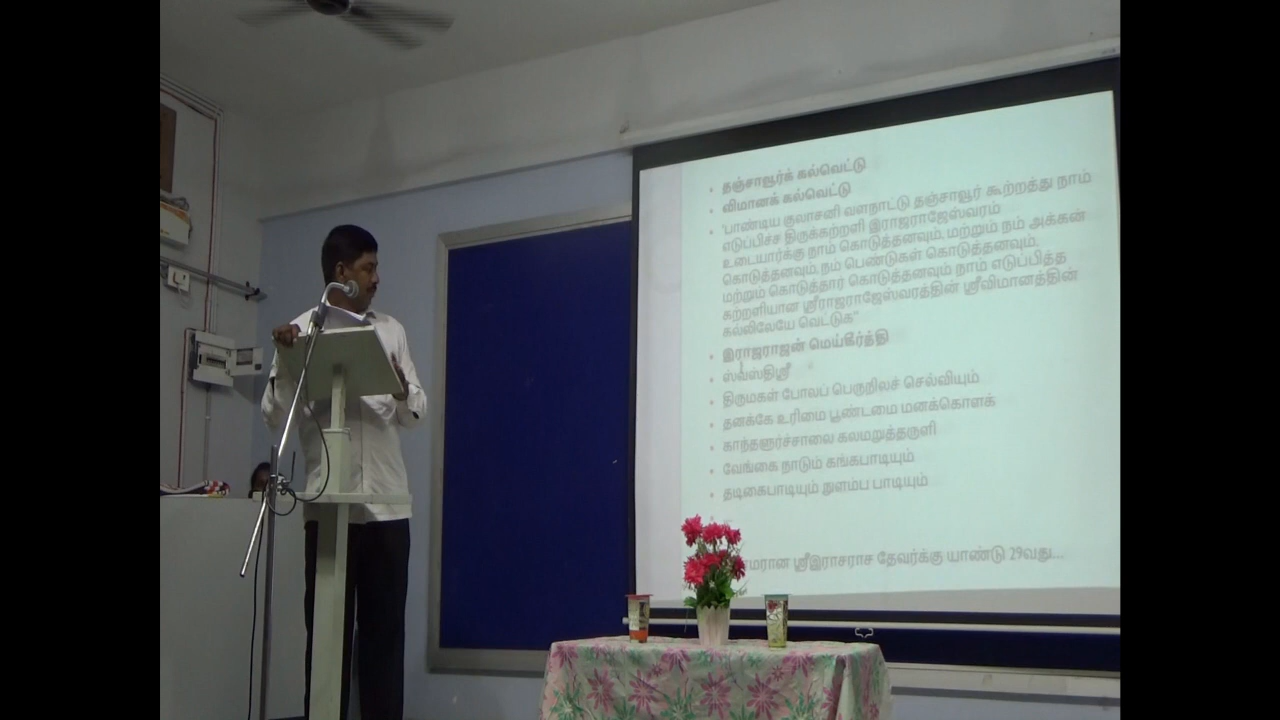 தஞ்சாவூர்க் கல்வெட்டு
விமானக் கல்வெட்டு
"பாண்டிய குலாசனி வளநாட்டு தஞ்சாவூர் கூற்றத்து நாம்
எடுப்பிச்ச திருக்கற்றளி இராஜராஜேஸ்வரம்
உடையார்க்கு நாம் கொடுத்தனவும், மற்றும் நம் அக்கன்
கொடுத்தனவும், நம் பெண்டுகள் கொடுத்தனவும்,
மற்றும் கொடுத்தார் கொடுத்தனவும் நாம் எடுப்பித்த
கற்றளியான ஸ்ரீராஜராஜேஸ்வரத்தின் ஸ்ரீவிமானத்தின்
கல்லிலேயே வெட்டுக"
இராஜராஜன் மெய்கீர்த்தி
ஸ்வஸ்திஸ்ரீ
திருமகள் போலப் பெருநிலச் செல்வியும்
தனக்கே உரிமை பூண்டமை மனக்கொளக்
காந்தளூர்ச்சாலை கலமறுத்தருளி
வேங்கை நாடும் கங்கபாடியும்
தடிகைபாடியும் நுளம்ப பாடியும்
ஸ்ரீஇராசராச தேவர்க்கு யாண்டு 29வது...